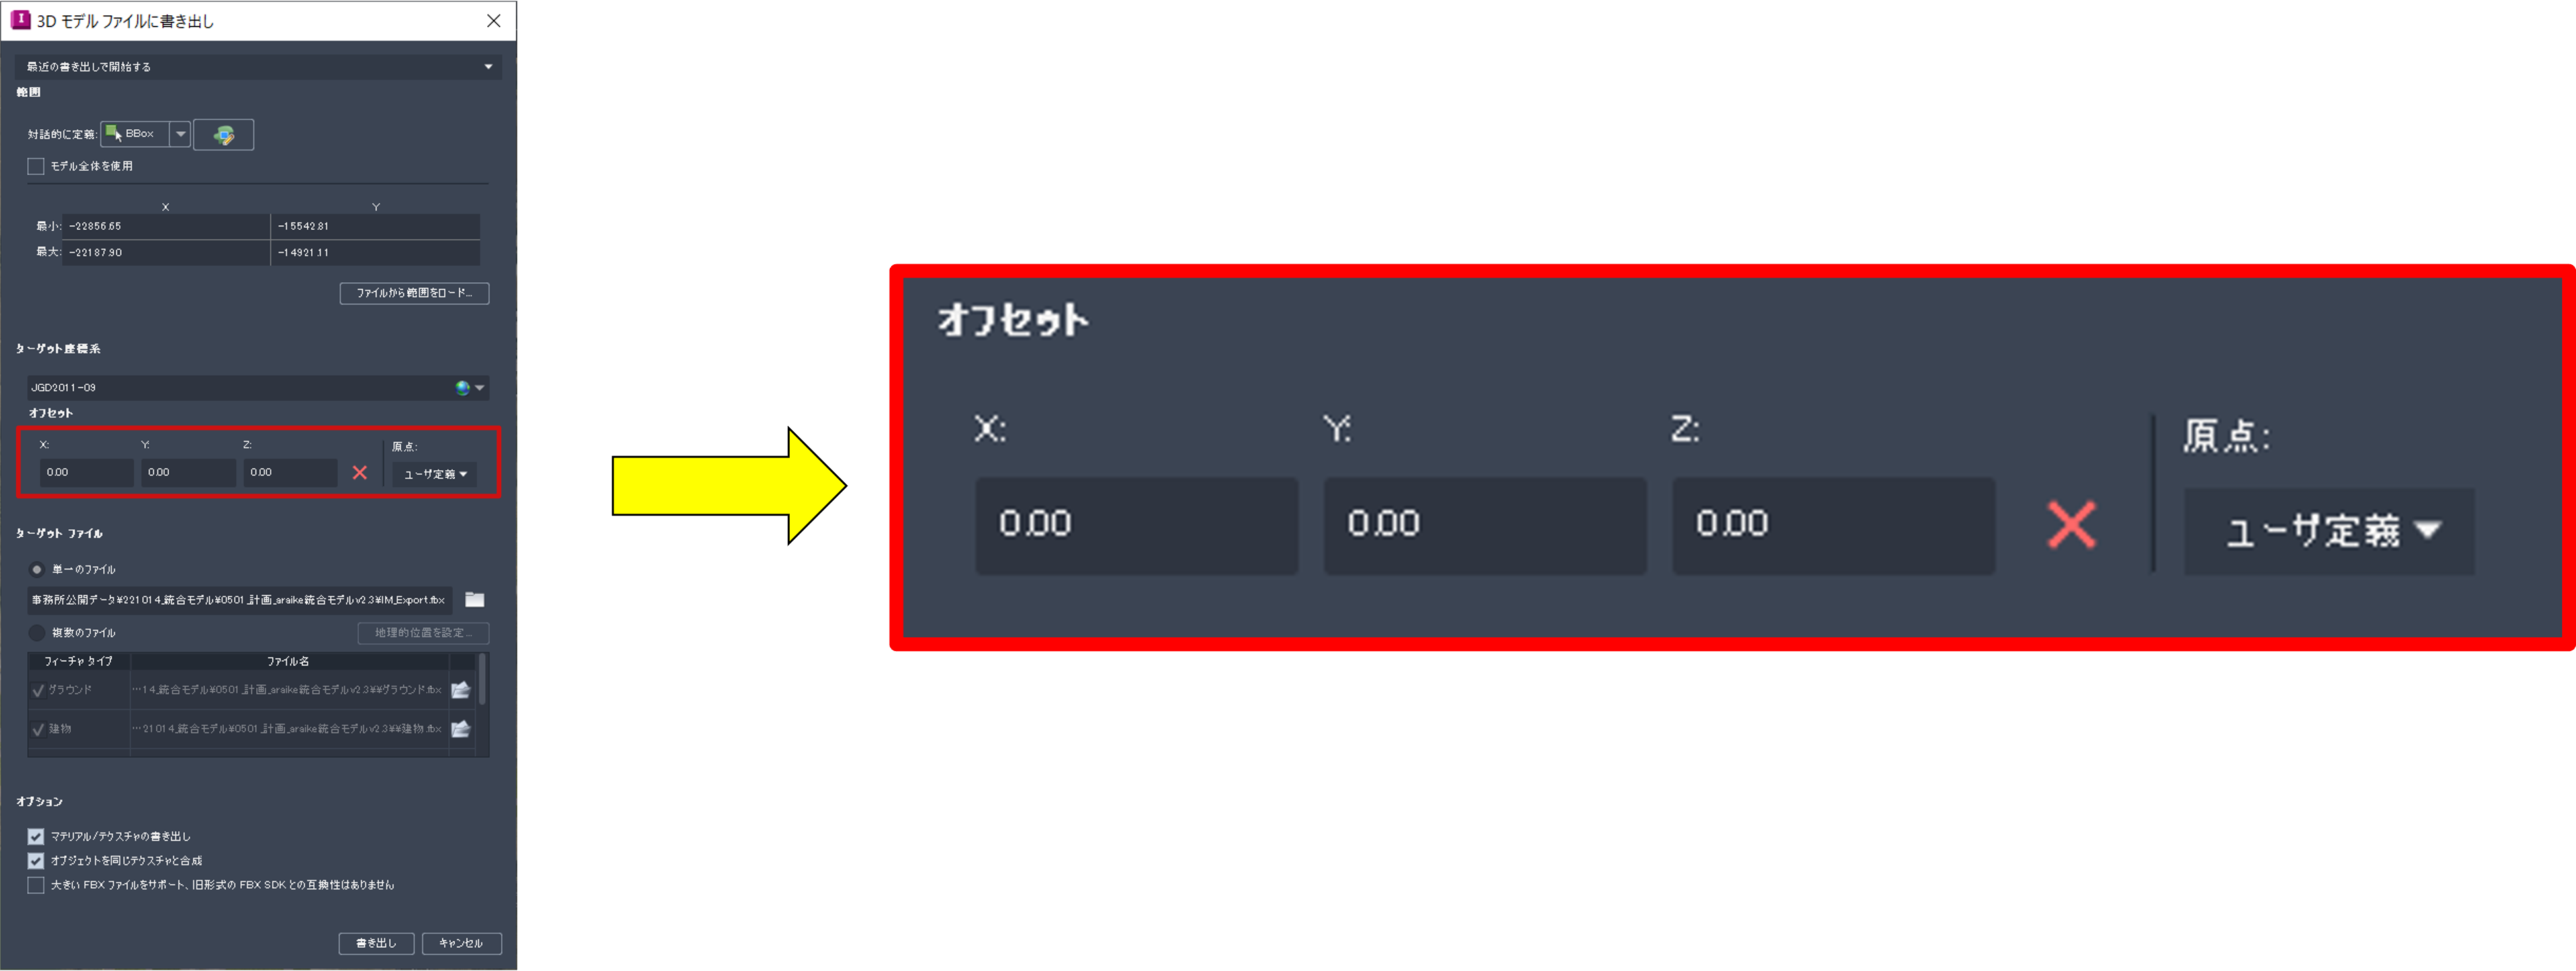 3D モデル ファイルに書き出し
最近の書き出しで開始する
範囲
対話的に定義: BBox
モデル全体を使用
X Y
最小: -22856.65 -15542.81
最大: -22187.90 -14921.11
ファイルから範囲をロード...
ターゲット座標系
JGD2011-09
オフセット
X: Y: Z: 原点:
0.00 0.00 0.00 ユーザ定義
ターゲット ファイル
単一のファイル
事務所公開データ¥221014_統合モデル¥0501_計画_araike統合モデルv2.3¥IM_Export.fbx
複数のファイル 地理的位置を設定...
フィーチャ タイプ ファイル名
グラウンド …14_統合モデル¥0501_計画_araike統合モデルv2.3¥¥グラウンド.fbx
建物 …21014_統合モデル¥0501_計画_araike統合モデルv2.3¥¥建物.fbx
オプション
マテリアル/テクスチャの書き出し
オブジェクトを同じテクスチャと合成
大きい FBX ファイルをサポート、旧形式の FBX SDK との互換性はありません
書き出し キャンセル
オフセット
X: Y: Z: 原点:
0.00 0.00 0.00 ユーザ定義